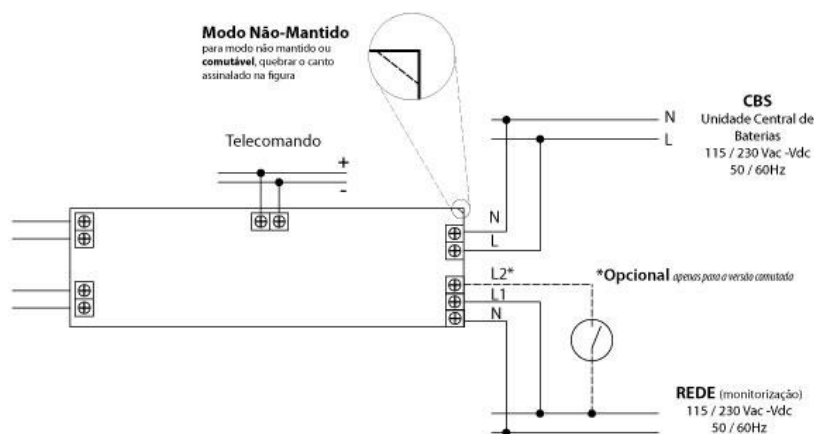 Modo Não-Mantido
para modo não mantido ou
comutável, quebrar o canto
assinalado na figura
Telecomando
+
-
N
L
CBS
Unidade Central de
Baterias
115 / 230 Vac -Vdc
50 / 60Hz
N
L
L2*
L1
N
*Opcional apenas para a versão comutada
REDE (monitorização)
115 / 230 Vac -Vdc
50 / 60Hz